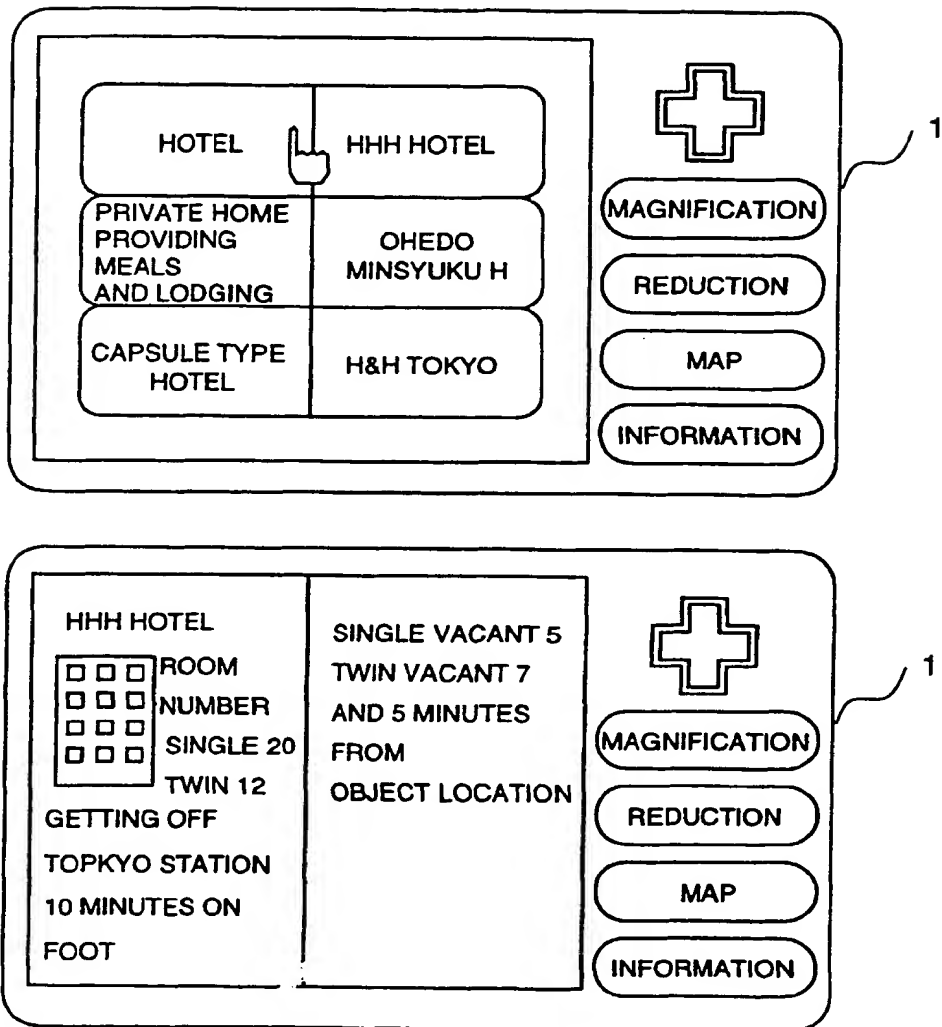 HOTEL
HHH HOTEL
PRIVATE HOME
PROVIDING
MEALS
AND LODGING
OHEDO
MINSYUKU H
CAPSULE TYPE
HOTEL
H&H TOKYO
MAGNIFICATION
REDUCTION
MAP
INFORMATION
1
HHH HOTEL
ROOM
NUMBER
SINGLE 20
TWIN 12
GETTING OFF
TOPKYO STATION
10 MINUTES ON
FOOT
SINGLE VACANT 5
TWIN VACANT 7
AND 5 MINUTES
FROM
OBJECT LOCATION
MAGNIFICATION
REDUCTION
MAP
INFORMATION
1